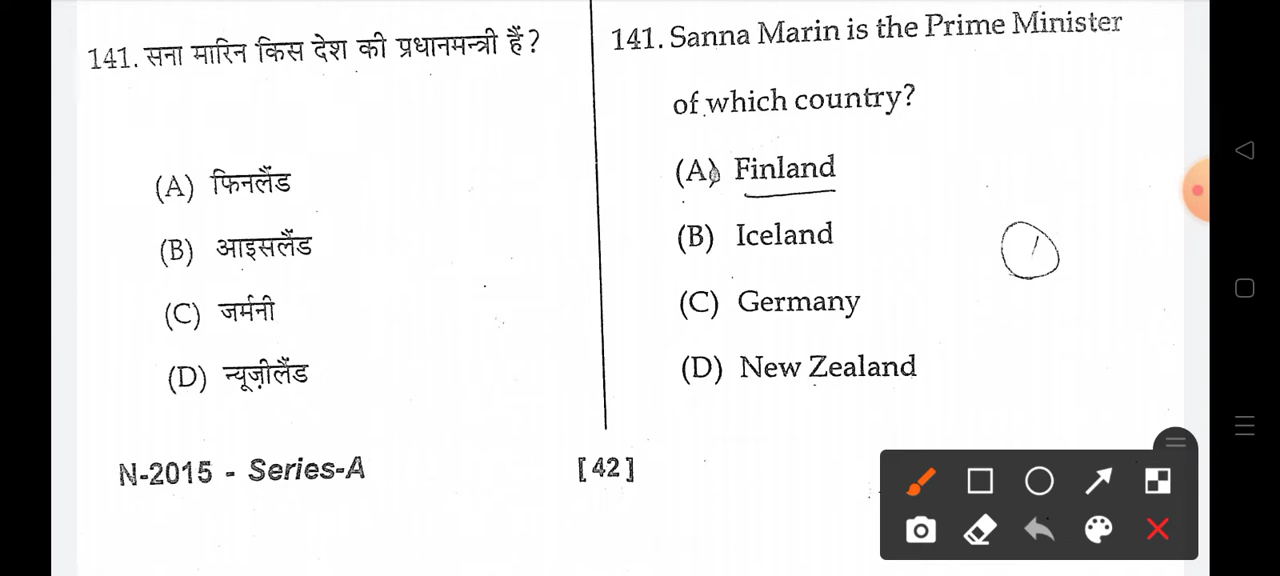 141. सना मारिन किस देश की प्रधानमन्त्री हैं?
(A) फिनलैंड
(B) आइसलैंड
(C) जर्मनी
(D) न्यूज़ीलैंड
N-2015 - Series-A
141. Sanna Marin is the Prime Minister
of which country?
(A) Finland
(B) Iceland
(C) Germany
(D) New Zealand
[42]